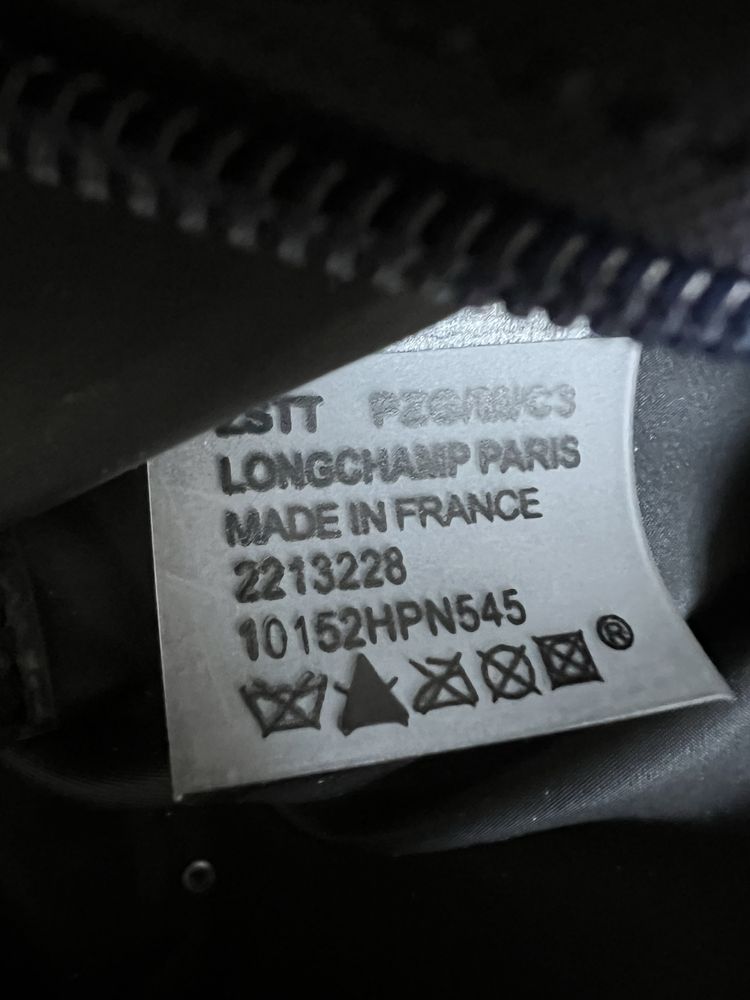 LONGCHAMP PARIS
MADE IN FRANCE
2213228
10152HPN545
®